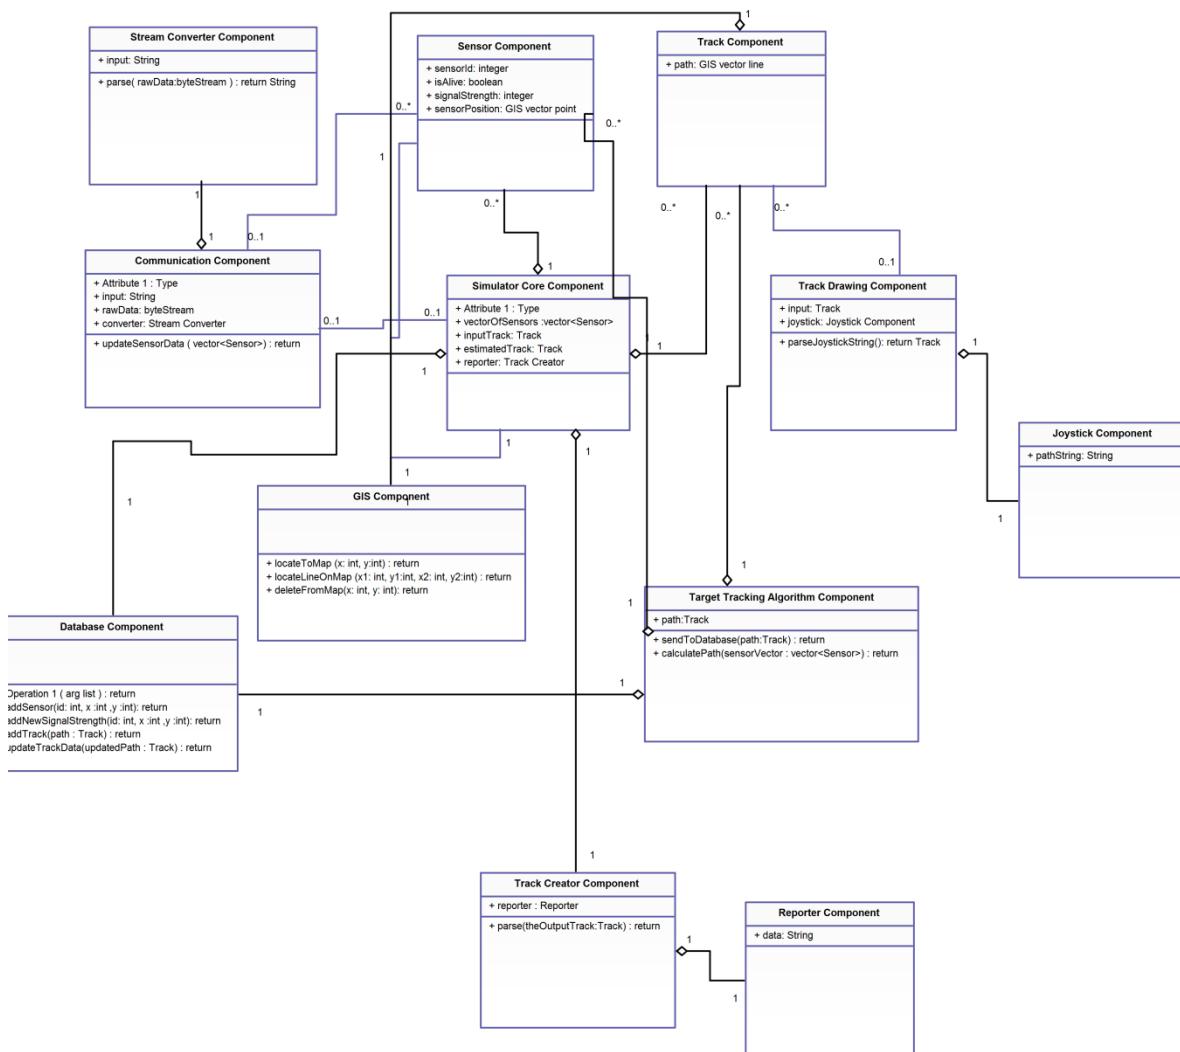 Stream Converter Component
+ input: String
+ parse( rawData:byteStream ) : return String
Sensor Component
+ sensorId: integer
+ isAlive: boolean
+ signalStrength: integer
+ sensorPosition: GIS vector point
Track Component
+ path: GIS vector line
1
1
0..*
0..*
1
1
0..*
0..*
0..*
0..*
1
0..1
1
0..1
Communication Component
+ Attribute 1 : Type
+ input: String
+ rawData: byteStream
+ converter: Stream Converter
+ updateSensorData ( vector<Sensor>) : return
0..1
0..1
Simulator Core Component
+ Attribute 1 : Type
+ vectorOfSensors :vector<Sensor>
+ inputTrack: Track
+ estimatedTrack: Track
+ reporter: Track Creator
Track Drawing Component
+ input: Track
+ joystick: Joystick Component
+ parseJoystickString(): return Track
1
1
1
1
1
Joystick Component
+ pathString: String
1
1
1
GIS Component
1
+ locateToMap (x: int, y:int) : return
+ locateLineOnMap (x1: int, y1:int, x2: int, y2:int) : return
+ deleteFromMap(x: int, y: int): return
1
1
Target Tracking Algorithm Component
+ path:Track
+ sendToDatabase(path:Track) : return
+ calculatePath(sensorVector : vector<Sensor>) : return
Database Component
Operation 1 ( arg list ) : return
addSensor(id: int, x :int ,y :int): return
addNewSignalStrength(id: int, x :int ,y :int): return
addTrack(path : Track) : return
updateTrackData(updatedPath : Track) : return
1
1
1
Track Creator Component
+ reporter : Reporter
+ parse(theOutputTrack:Track) : return
Reporter Component
+ data: String
1
1